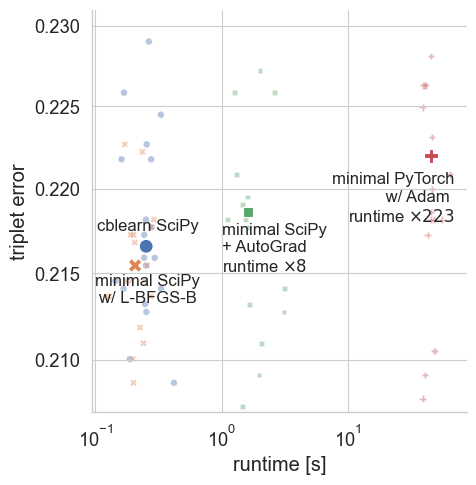 0.230
0.225
0.220
0.215
0.210
triplet error
cblearn SciPy
minimal SciPy
w/ L-BFGS-B
minimal SciPy
+ AutoGrad
runtime ×8
minimal PyTorch
w/ Adam
runtime ×223
10⁻¹ 10⁰ 10¹
runtime [s]